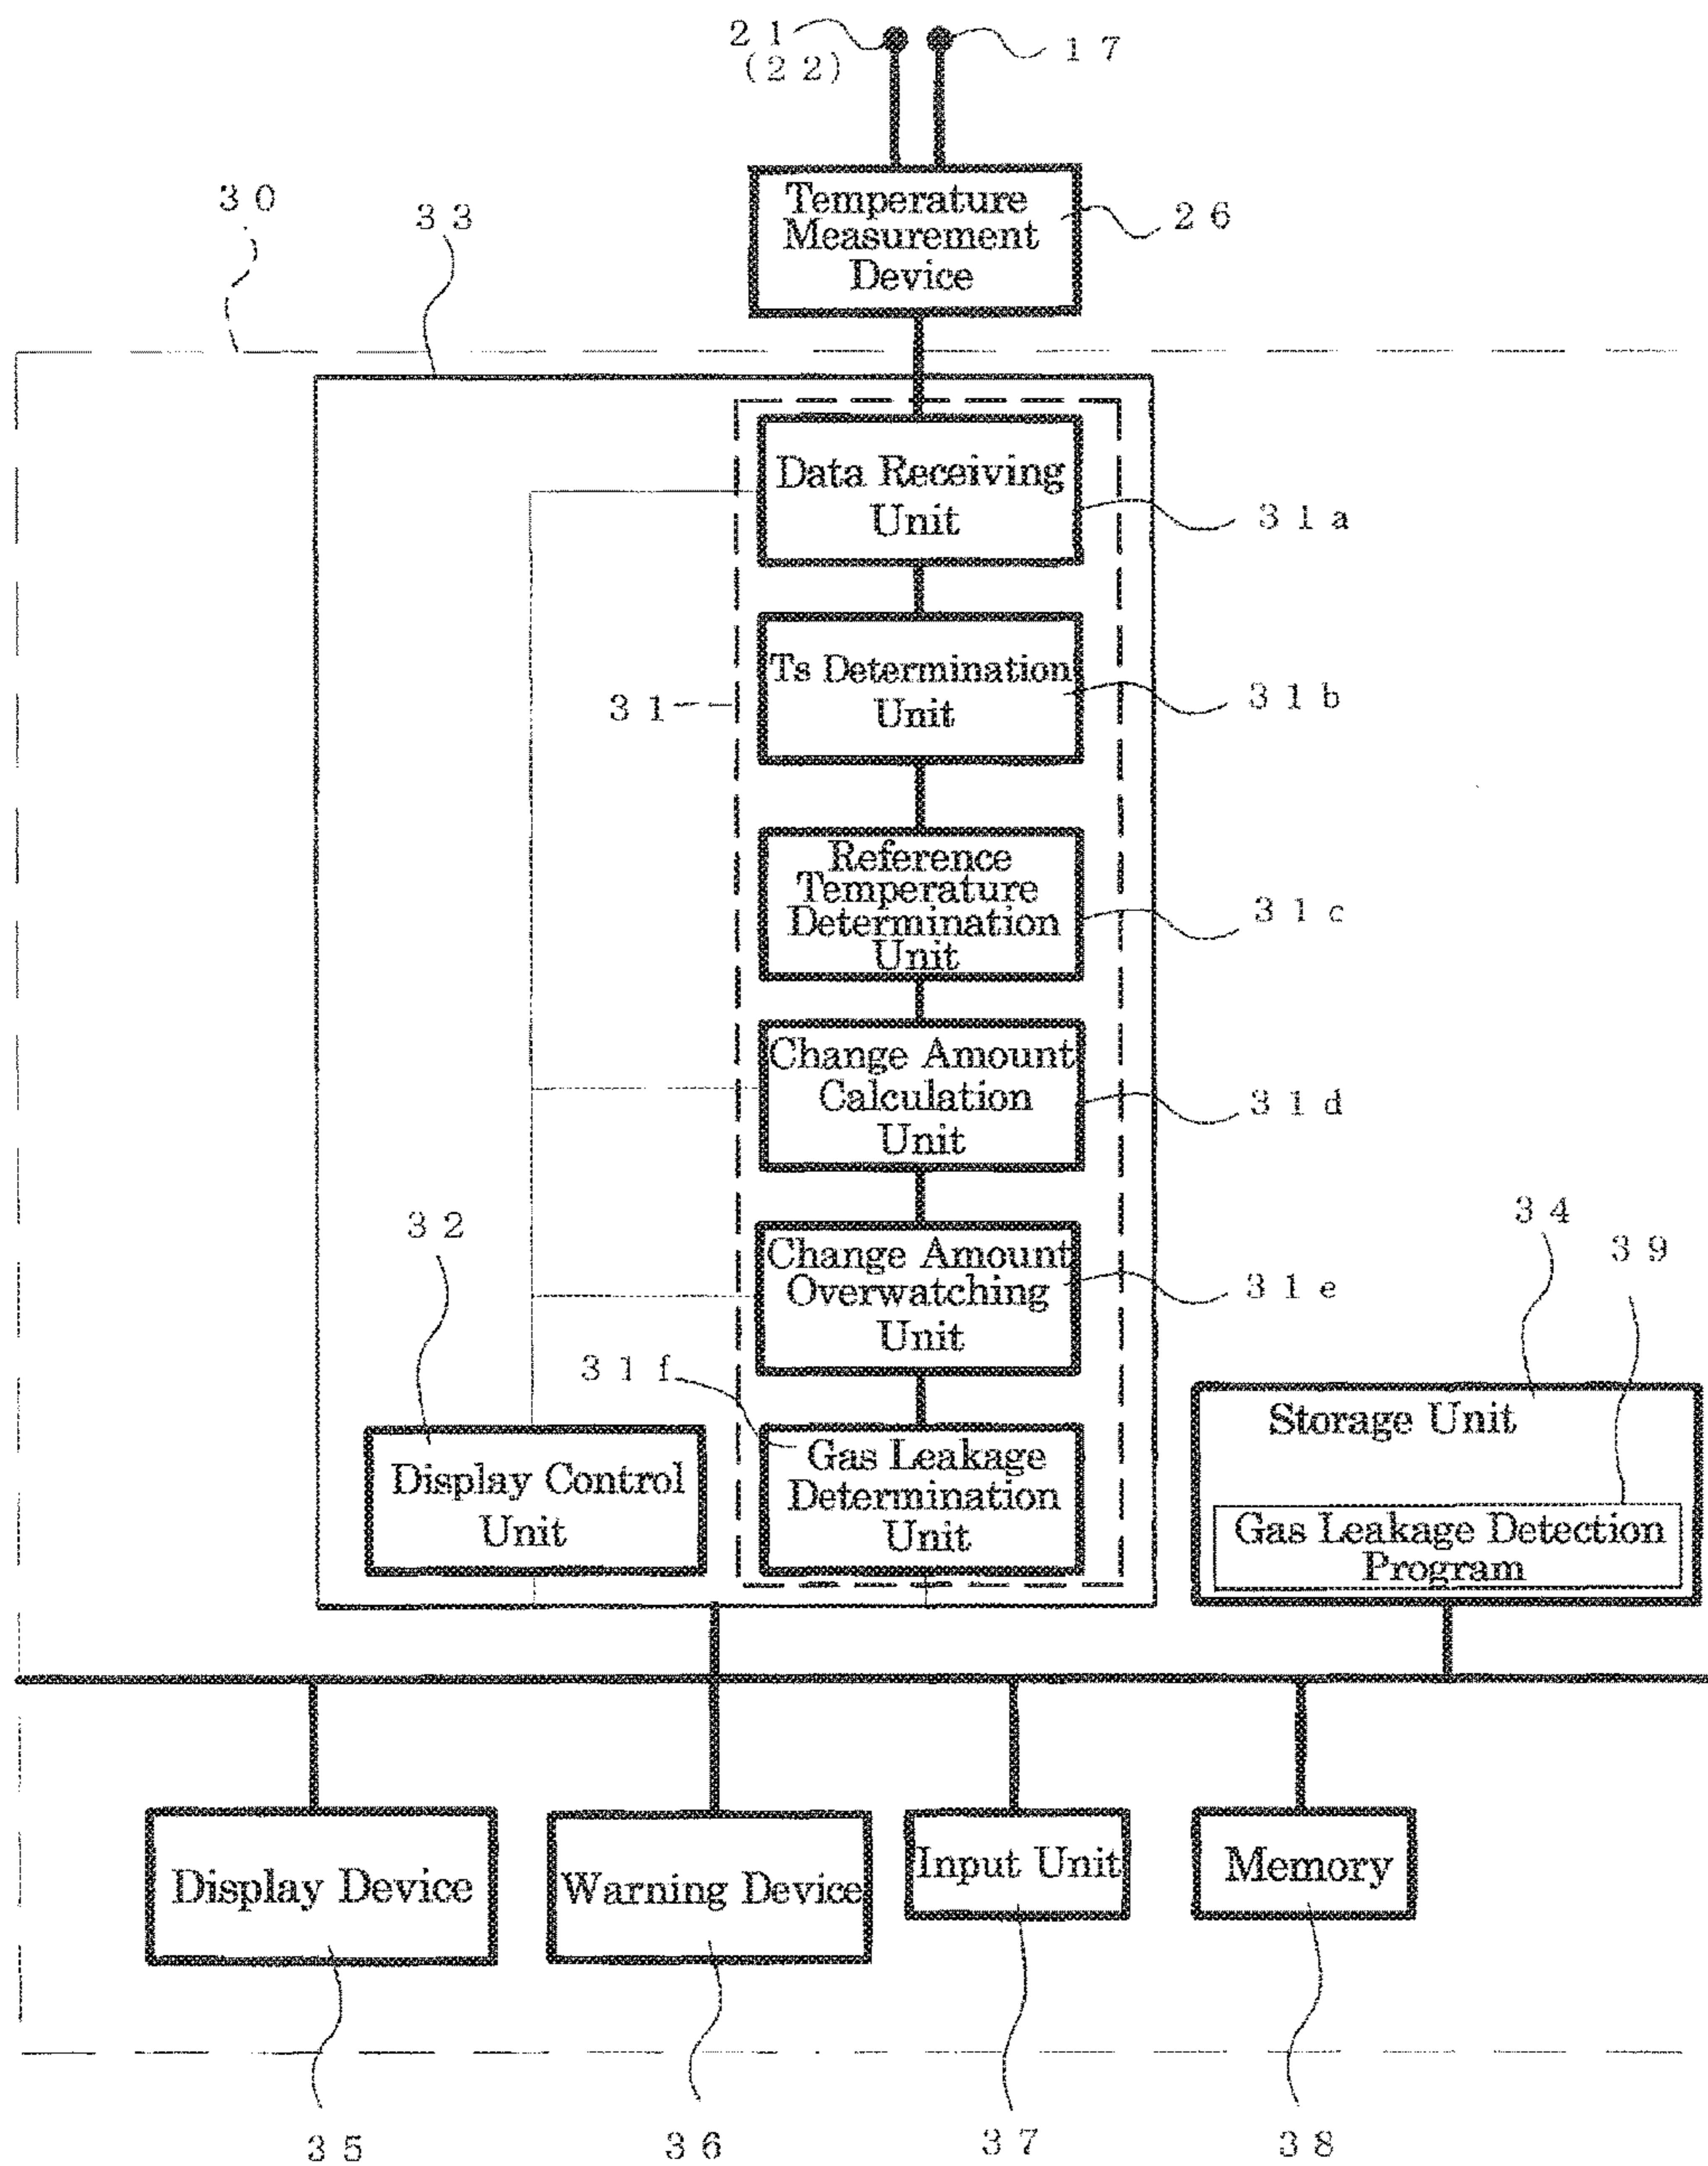 21
(22)
17
Temperature
Measurement
Device
26
30
33
Data Receiving
Unit
31a
Ts Determination
Unit
31b
31
Reference
Temperature
Determination
Unit
31c
Change Amount
Calculation
Unit
31d
Change Amount
Overwatching
Unit
31e
32
34
39
31f
Display Control
Unit
Gas Leakage
Determination
Unit
Storage Unit
Gas Leakage Detection
Program
Display Device
Warning Device
Input Unit
Memory
35
36
37
38